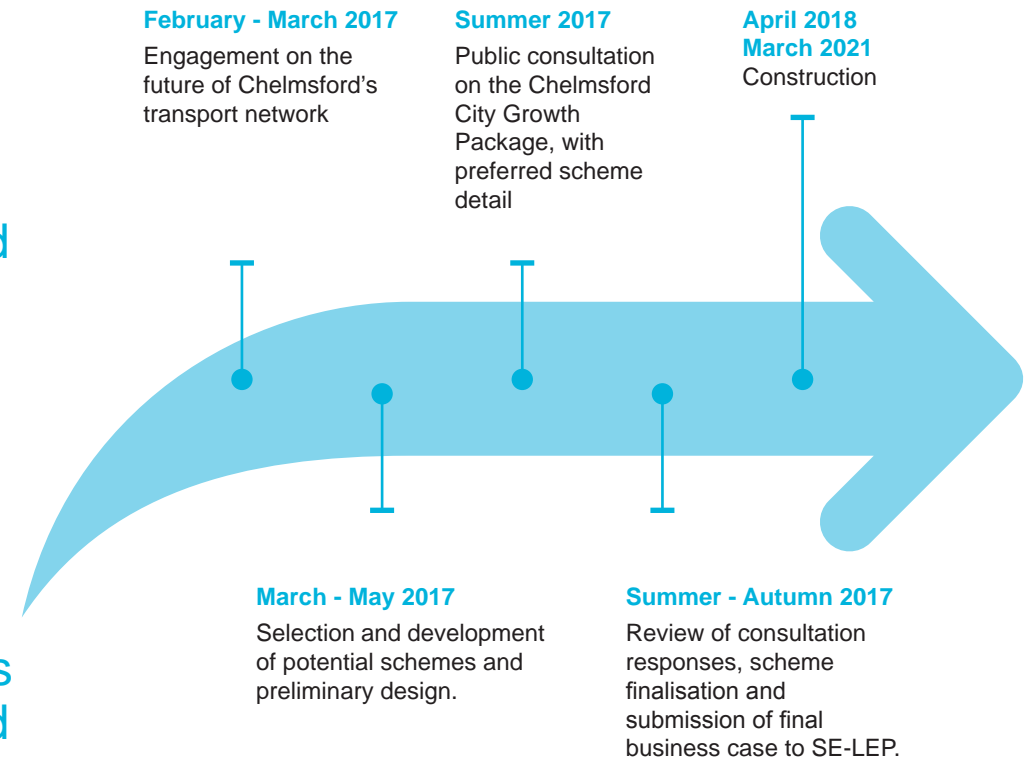 February - March 2017
Engagement on the
future of Chelmsford's
transport network
Summer 2017
Public consultation
on the Chelmsford
City Growth
Package, with
preferred scheme
detail
April 2018
March 2021
Construction
March - May 2017
Selection and development
of potential schemes and
preliminary design.
Summer - Autumn 2017
Review of consultation
responses, scheme
finalisation and
submission of final
business case to SE-LEP.